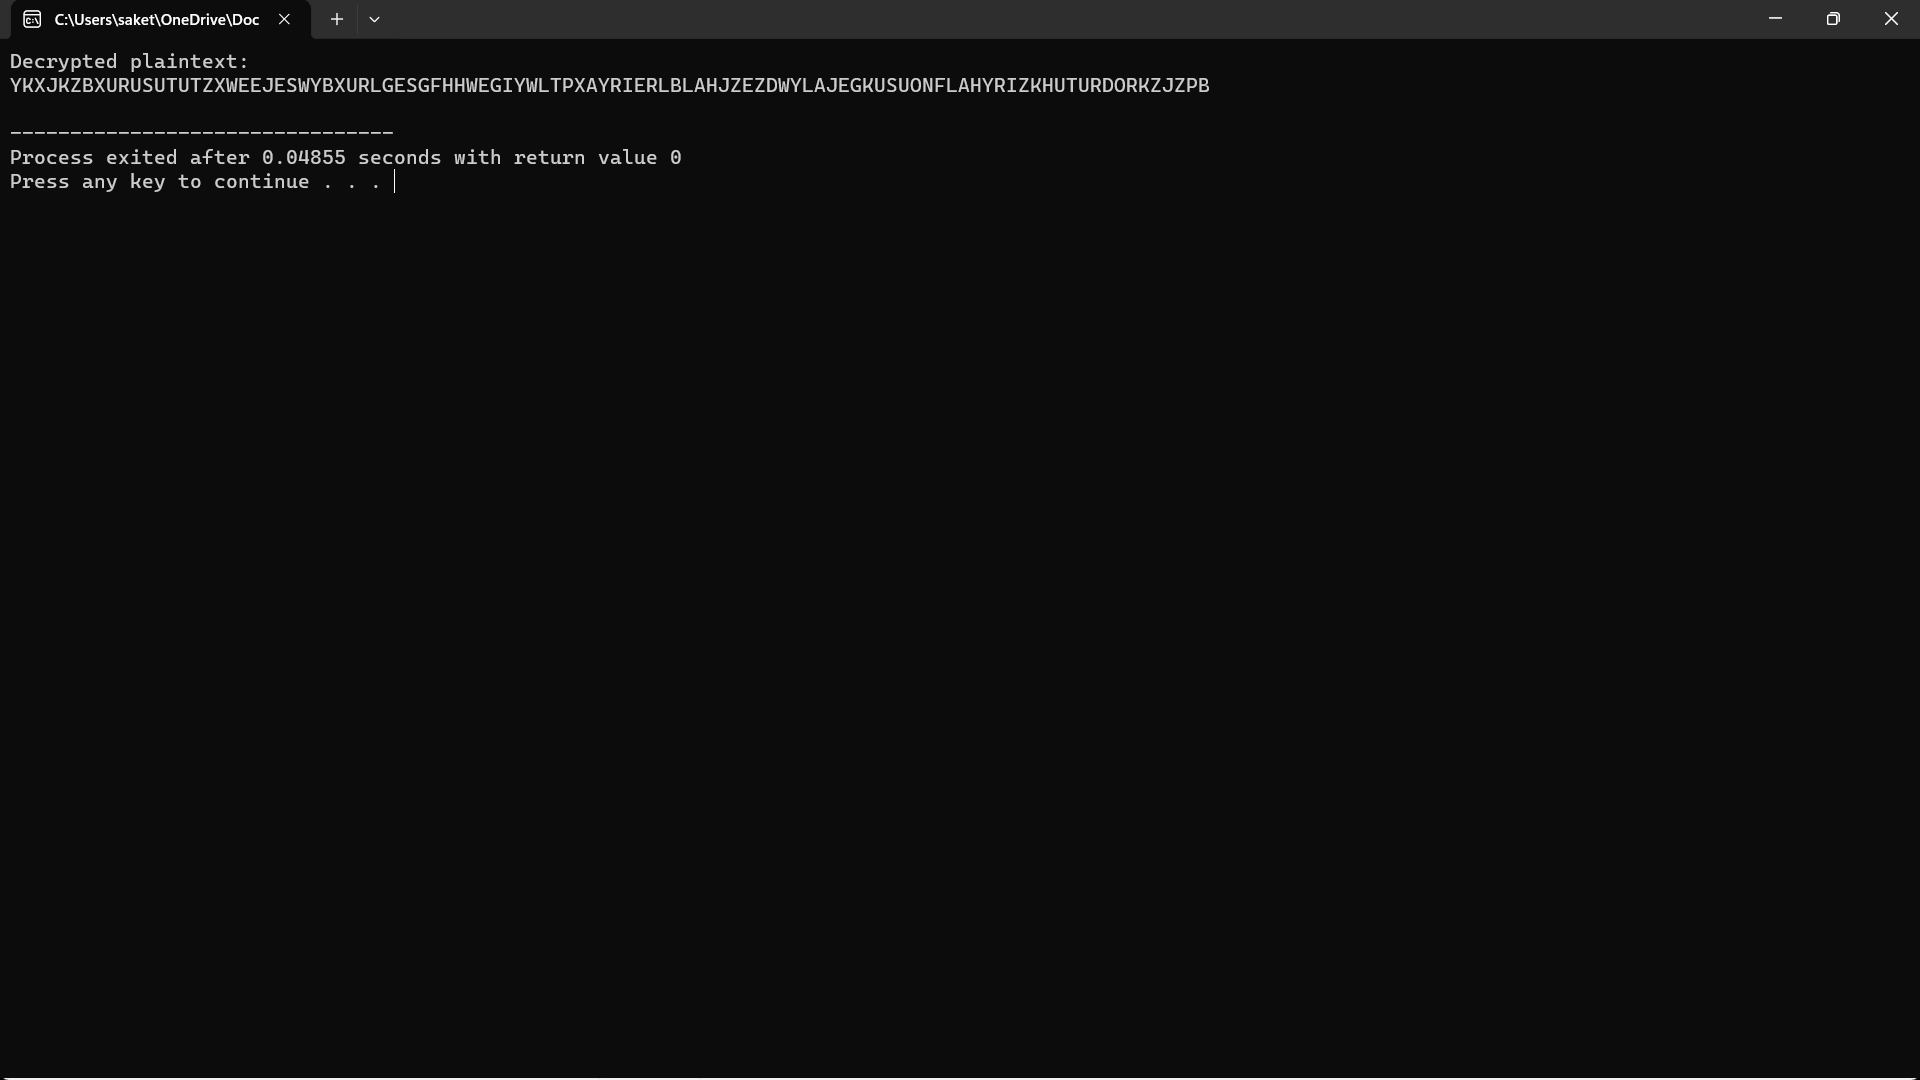 C:\Users\saket\OneDrive\Doc
Decrypted plaintext:
YKXJKZBXURUSUTUTZXWEEJESWYBXURLGESGFHHWEGIYWLTPXAYRIERLBLAHJZEZDWYLAJEGKUSUONFLAHYRIZKHUTURDORKZJZPB
--------------------------------
Process exited after 0.04855 seconds with return value 0
Press any key to continue . . .